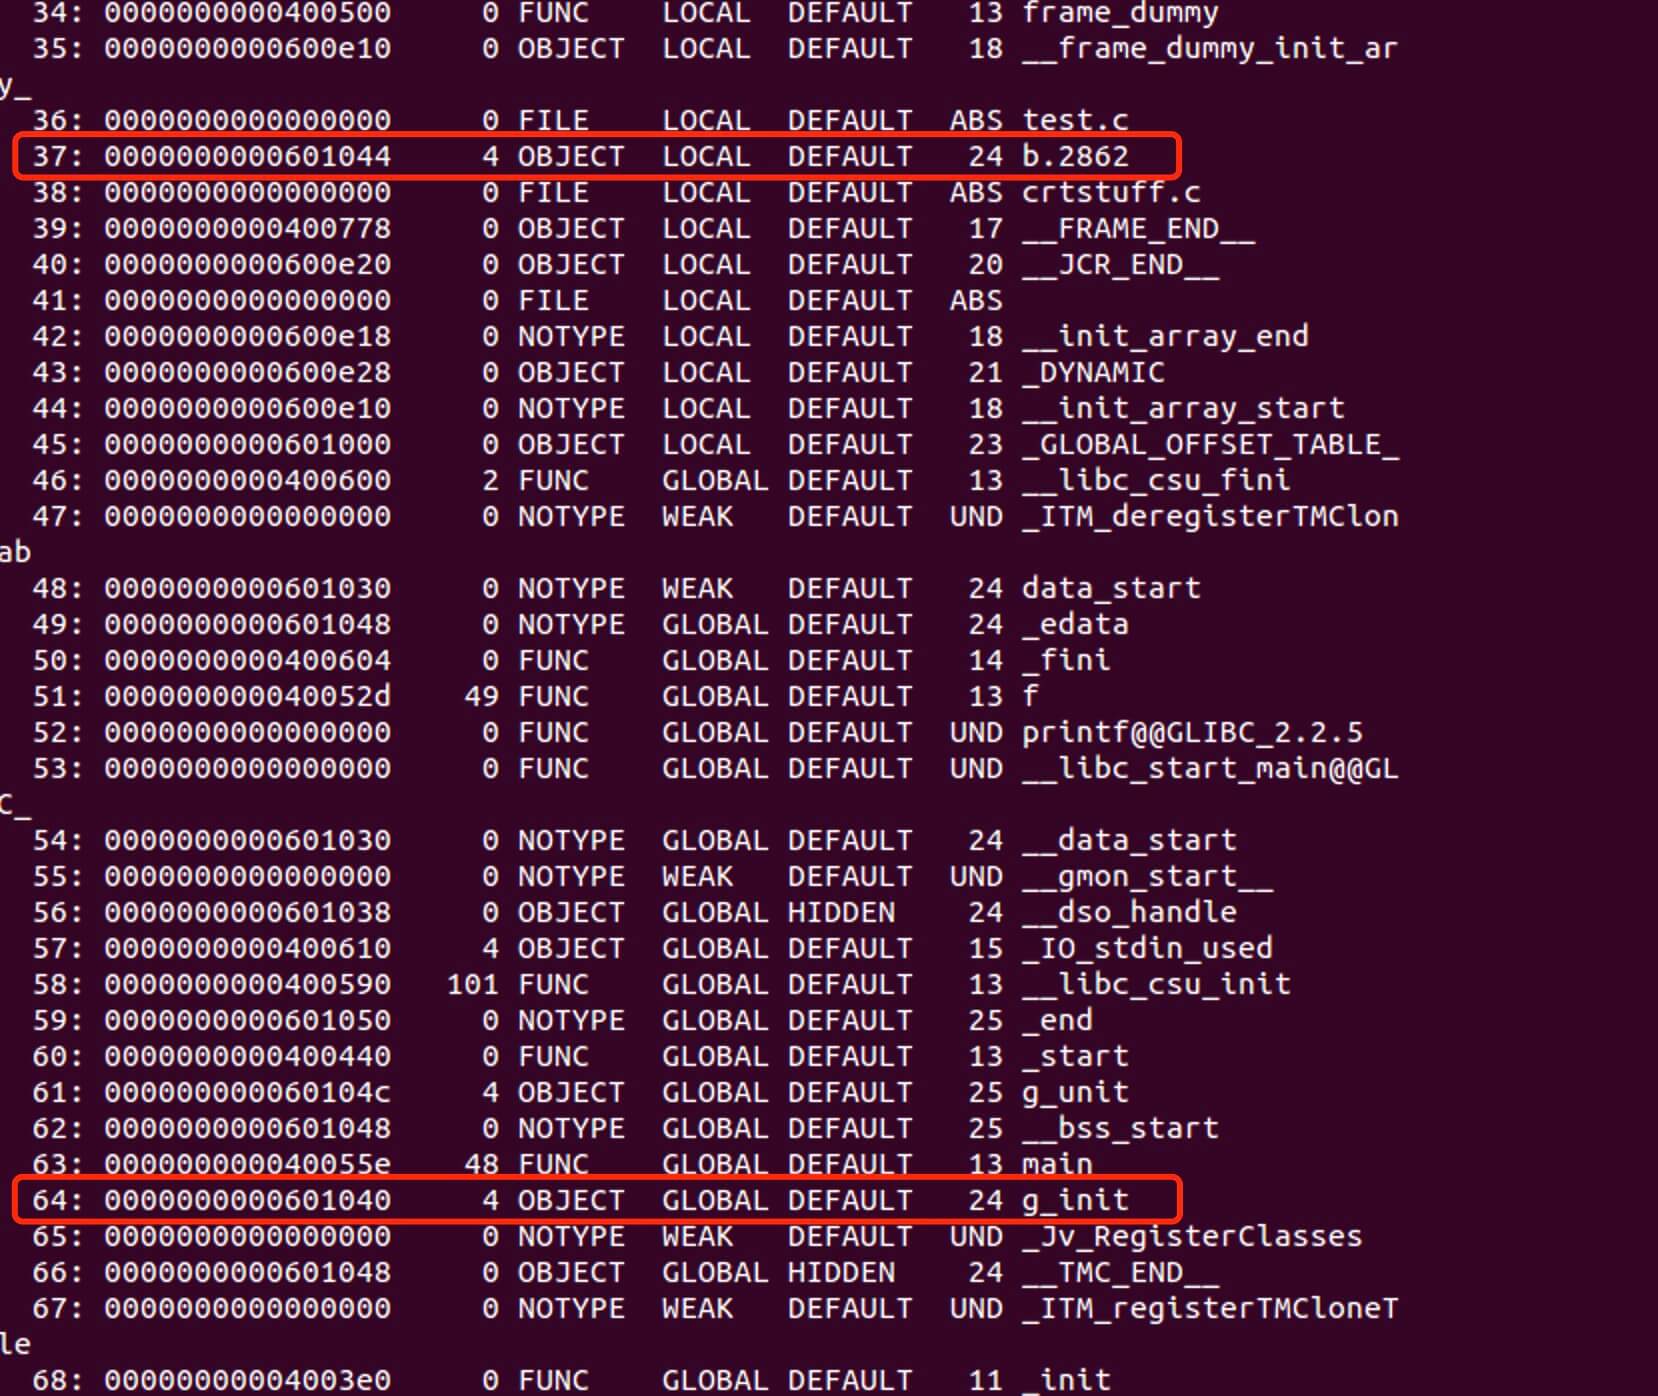 34: 0000000000400500     0 FUNC    LOCAL  DEFAULT   13 frame_dummy
35: 0000000000600e10     0 OBJECT  LOCAL  DEFAULT   18 __frame_dummy_init_ar
y_
36: 0000000000000000     0 FILE    LOCAL  DEFAULT  ABS test.c
37: 0000000000601044     4 OBJECT  LOCAL  DEFAULT   24 b.2862
38: 0000000000000000     0 FILE    LOCAL  DEFAULT  ABS crtstuff.c
39: 0000000000400778     0 OBJECT  LOCAL  DEFAULT   17 __FRAME_END__
40: 0000000000600e20     0 OBJECT  LOCAL  DEFAULT   20 __JCR_END__
41: 0000000000000000     0 FILE    LOCAL  DEFAULT  ABS
42: 0000000000600e18     0 NOTYPE  LOCAL  DEFAULT   18 __init_array_end
43: 0000000000600e28     0 OBJECT  LOCAL  DEFAULT   21 _DYNAMIC
44: 0000000000600e10     0 NOTYPE  LOCAL  DEFAULT   18 __init_array_start
45: 0000000000601000     0 OBJECT  LOCAL  DEFAULT   23 _GLOBAL_OFFSET_TABLE_
46: 0000000000400600     2 FUNC    GLOBAL DEFAULT   13 __libc_csu_fini
47: 0000000000000000     0 NOTYPE  WEAK   DEFAULT  UND _ITM_deregisterTMClon
ab
48: 0000000000601030     0 NOTYPE  WEAK   DEFAULT   24 data_start
49: 0000000000601048     0 NOTYPE  GLOBAL DEFAULT   24 _edata
50: 0000000000400604     0 FUNC    GLOBAL DEFAULT   14 _fini
51: 000000000040052d    49 FUNC    GLOBAL DEFAULT   13 f
52: 0000000000000000     0 FUNC    GLOBAL DEFAULT  UND printf@@GLIBC_2.2.5
53: 0000000000000000     0 FUNC    GLOBAL DEFAULT  UND __libc_start_main@@GL
C_
54: 0000000000601030     0 NOTYPE  GLOBAL DEFAULT   24 __data_start
55: 0000000000000000     0 NOTYPE  WEAK   DEFAULT  UND __gmon_start__
56: 0000000000601038     0 OBJECT  GLOBAL HIDDEN    24 __dso_handle
57: 0000000000400610     4 OBJECT  GLOBAL DEFAULT   15 _IO_stdin_used
58: 0000000000400590   101 FUNC    GLOBAL DEFAULT   13 __libc_csu_init
59: 0000000000601050     0 NOTYPE  GLOBAL DEFAULT   25 _end
60: 0000000000400440     0 FUNC    GLOBAL DEFAULT   13 _start
61: 000000000060104c     4 OBJECT  GLOBAL DEFAULT   25 g_unit
62: 0000000000601048     0 NOTYPE  GLOBAL DEFAULT   25 __bss_start
63: 000000000040055e    48 FUNC    GLOBAL DEFAULT   13 main
64: 0000000000601040     4 OBJECT  GLOBAL DEFAULT   24 g_init
65: 0000000000000000     0 NOTYPE  WEAK   DEFAULT  UND _Jv_RegisterClasses
66: 0000000000601048     0 OBJECT  GLOBAL HIDDEN    24 __TMC_END__
67: 0000000000000000     0 NOTYPE  WEAK   DEFAULT  UND _ITM_registerTMCloneT
le
68: 00000000004003e0     0 FUNC    GLOBAL DEFAULT   11 _init